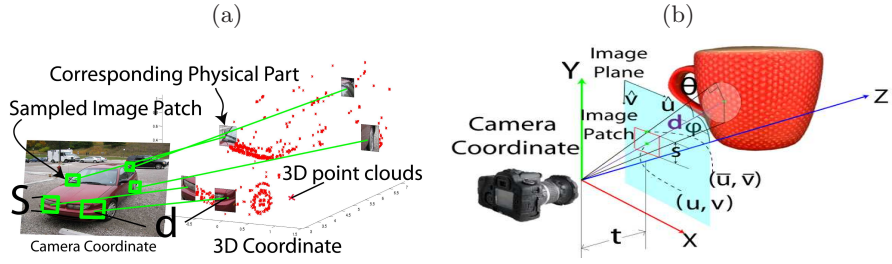 (a)
Corresponding Physical Part
Sampled Image Patch
3D point clouds
S
d
Camera Coordinate
3D Coordinate
(b)
Image
Plane
Y
θ
û
v̂
Z
Image
Patch
d
φ
Camera
Coordinate
s
(u̅, v̅)
(u, v)
X
t